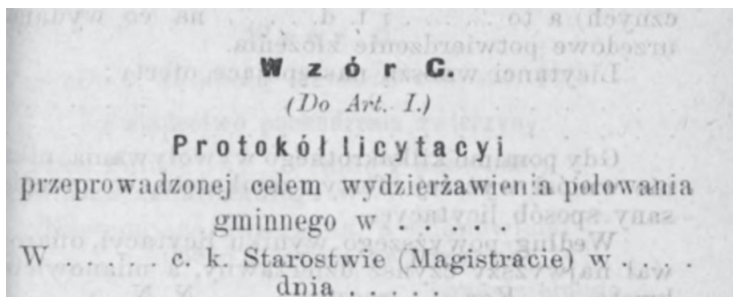 Wzór C.
(Do Art. I.)
Protokół licytacyi
przeprowadzonej celem wydzierżawienia polowania
gminnego w . . . . .
W . . . . . . c. k. Starostwie (Magistracie) w . . . .
dnia . . . . .